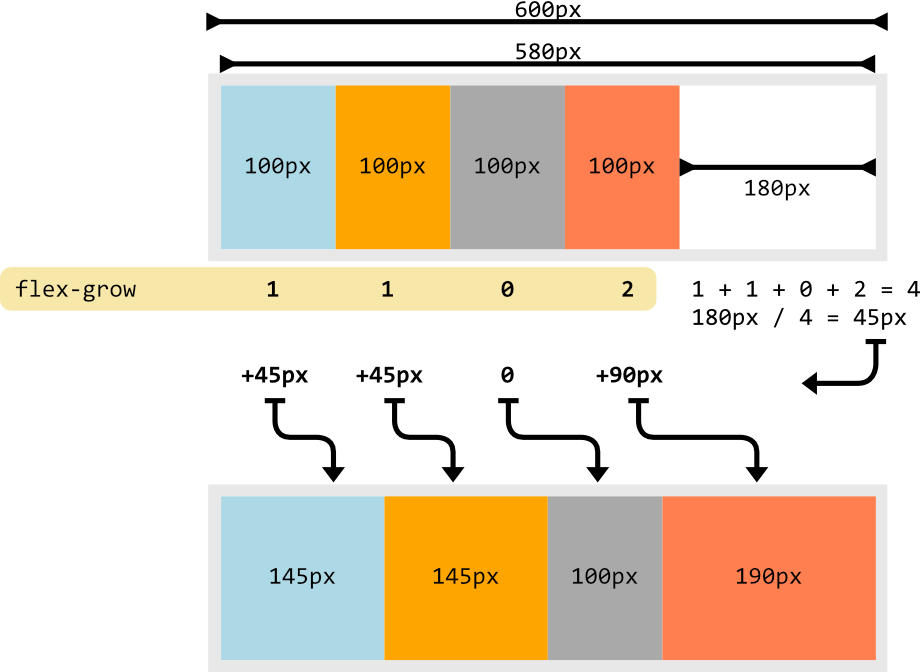 600px
580px
100px 100px 100px 100px
180px
flex-grow 1 1 0 2 1 + 1 + 0 + 2 = 4
180px / 4 = 45px
+45px +45px 0 +90px
145px 145px 100px 190px